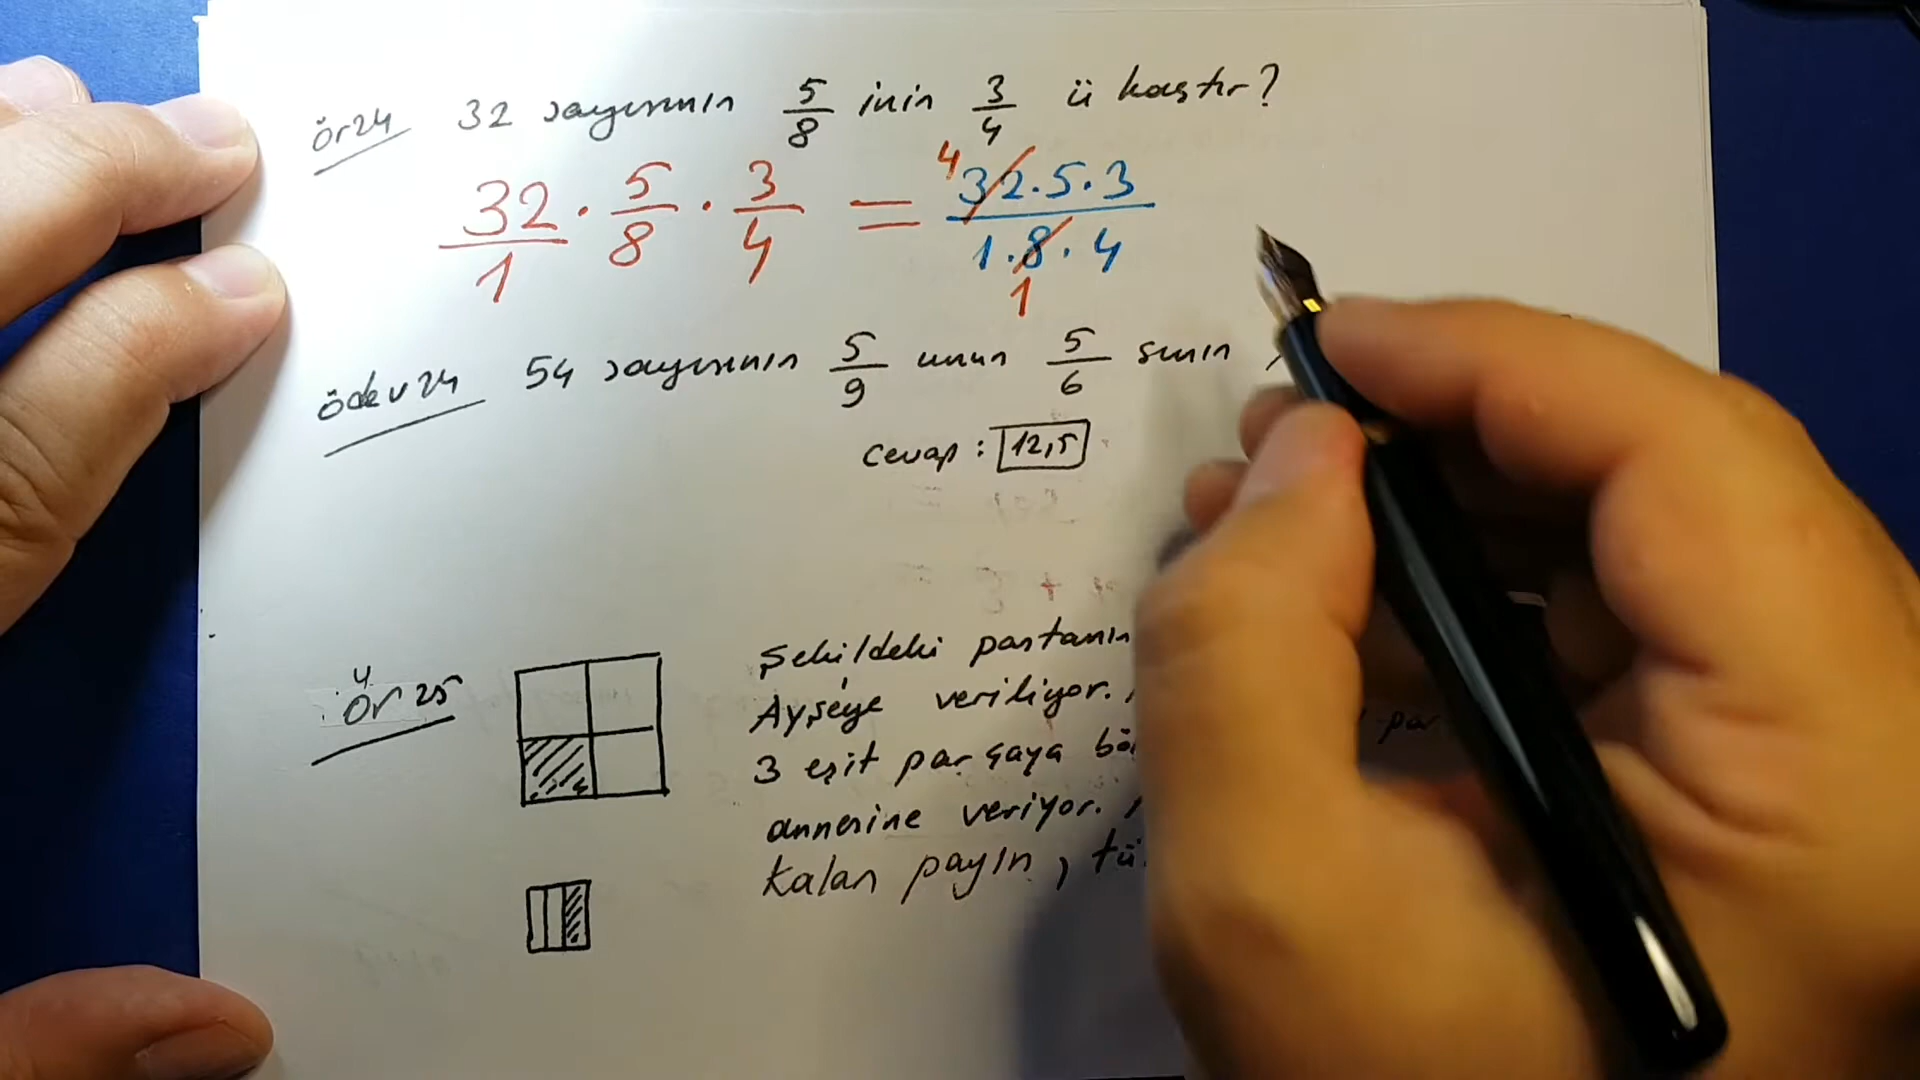 ör24 32 sayısının 5/8 inin 3/4 ü kaçtır?
32/1 · 5/8 · 3/4 = 32.5.3/1.8.4
4
1
ödev24 54 sayısının 5/9 unun 5/6 sının
cevap : 12,5
ör25 Şekildeki pastanın
Ayşeye veriliyor.
3 eşit parçaya
annesine veriyor.
Kalan payın,